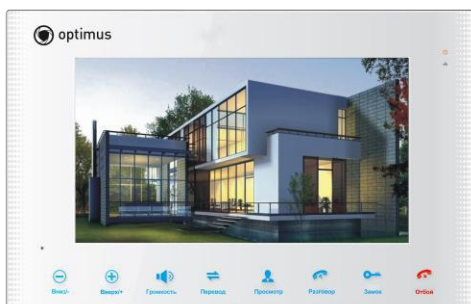 optimus
Вниз/-
Вверх/+
Громкость
Перевод
Просмотр
Разговор
Замок
Отбой